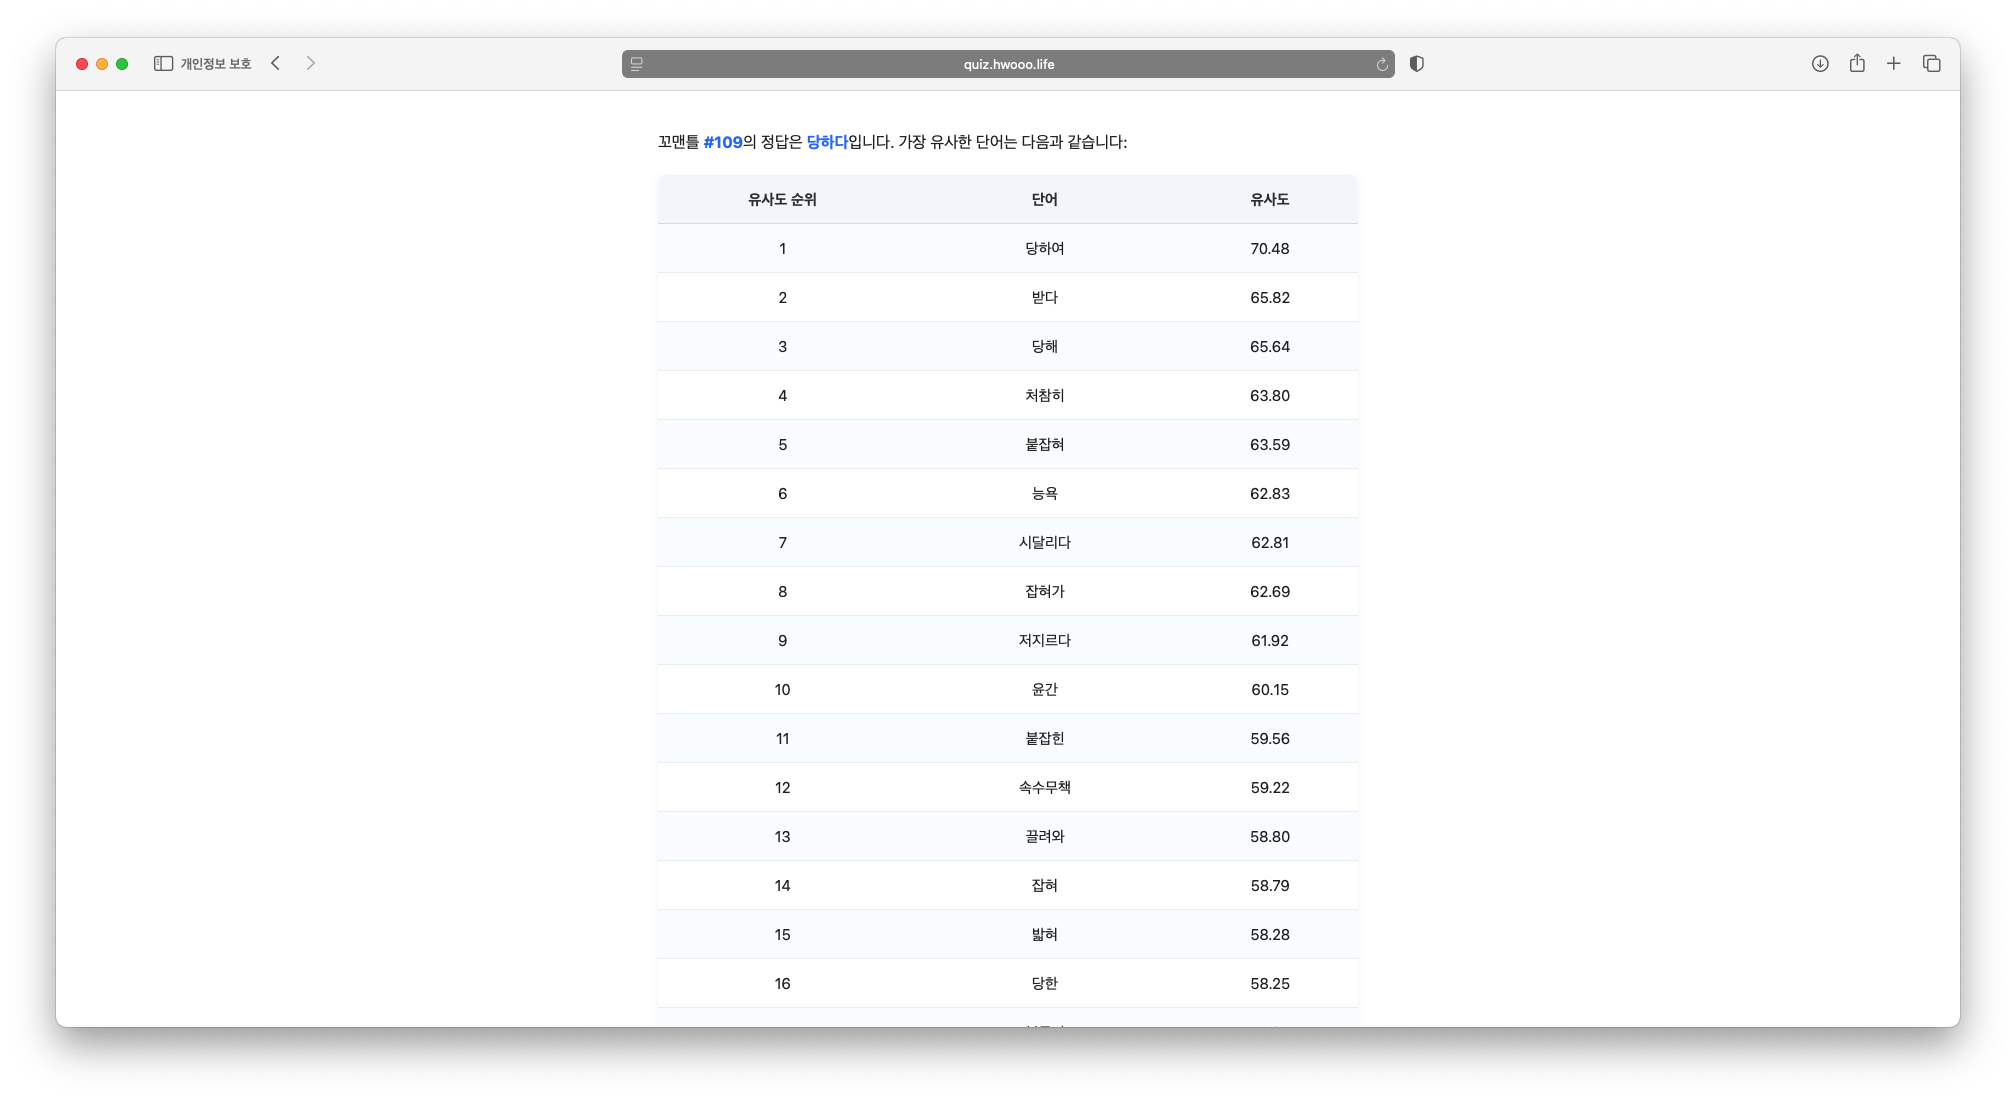 개인정보 보호
quiz.hwooo.life
꼬맨틀 #109의 정답은 당하다입니다. 가장 유사한 단어는 다음과 같습니다:
유사도 순위 단어 유사도
1 당하여 70.48
2 받다 65.82
3 당해 65.64
4 처참히 63.80
5 붙잡혀 63.59
6 능욕 62.83
7 시달리다 62.81
8 잡혀가 62.69
9 저지르다 61.92
10 윤간 60.15
11 붙잡힌 59.56
12 속수무책 59.22
13 끌려와 58.80
14 잡혀 58.79
15 밟혀 58.28
16 당한 58.25